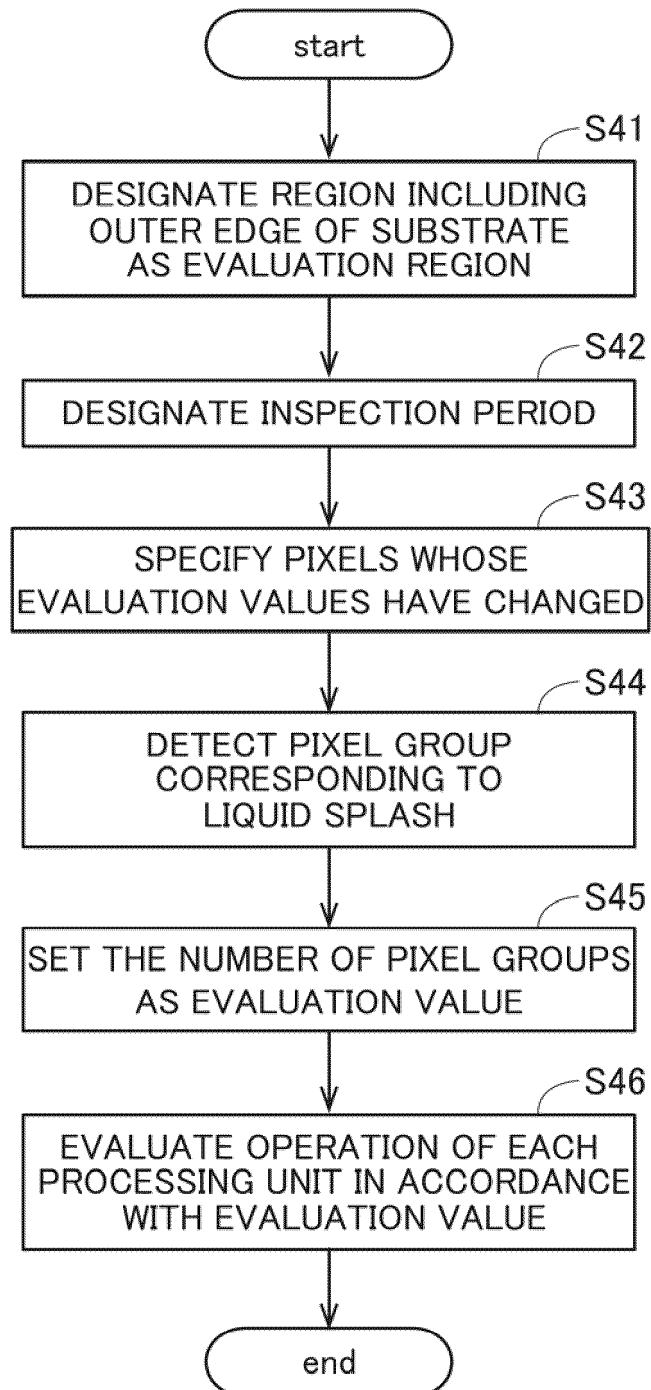 start
S41
DESIGNATE REGION INCLUDING
OUTER EDGE OF SUBSTRATE
AS EVALUATION REGION
S42
DESIGNATE INSPECTION PERIOD
S43
SPECIFY PIXELS WHOSE
EVALUATION VALUES HAVE CHANGED
S44
DETECT PIXEL GROUP
CORRESPONDING TO
LIQUID SPLASH
S45
SET THE NUMBER OF PIXEL GROUPS
AS EVALUATION VALUE
S46
EVALUATE OPERATION OF EACH
PROCESSING UNIT IN ACCORDANCE
WITH EVALUATION VALUE
end